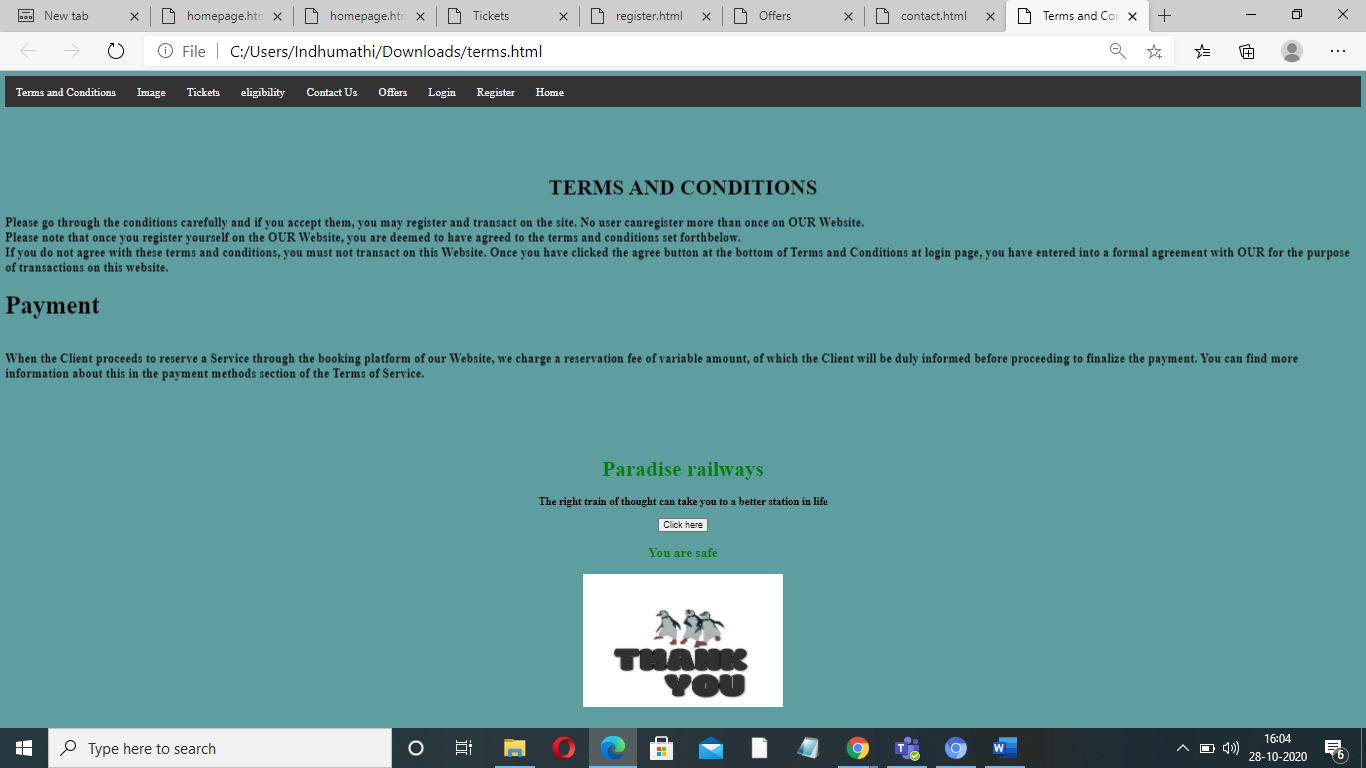 New tab
homepage.htm
homepage.htm
Tickets
register.html
Offers
contact.html
Terms and Con
File
C:/Users/Indhumathi/Downloads/terms.html
Terms and Conditions Image Tickets eligibility Contact Us Offers Login Register Home
TERMS AND CONDITIONS
Please go through the conditions carefully and if you accept them, you may register and transact on the site. No user canregister more than once on OUR Website.
Please note that once you register yourself on the OUR Website, you are deemed to have agreed to the terms and conditions set forthbelow.
If you do not agree with these terms and conditions, you must not transact on this Website. Once you have clicked the agree button at the bottom of Terms and Conditions at login page, you have entered into a formal agreement with OUR for the purpose
of transactions on this website.
Payment
When the Client proceeds to reserve a Service through the booking platform of our Website, we charge a reservation fee of variable amount, of which the Client will be duly informed before proceeding to finalize the payment. You can find more
information about this in the payment methods section of the Terms of Service.
Paradise railways
The right train of thought can take you to a better station in life
Click here
You are safe
THANK
YOU
Type here to search
16:04
28-10-2020
6